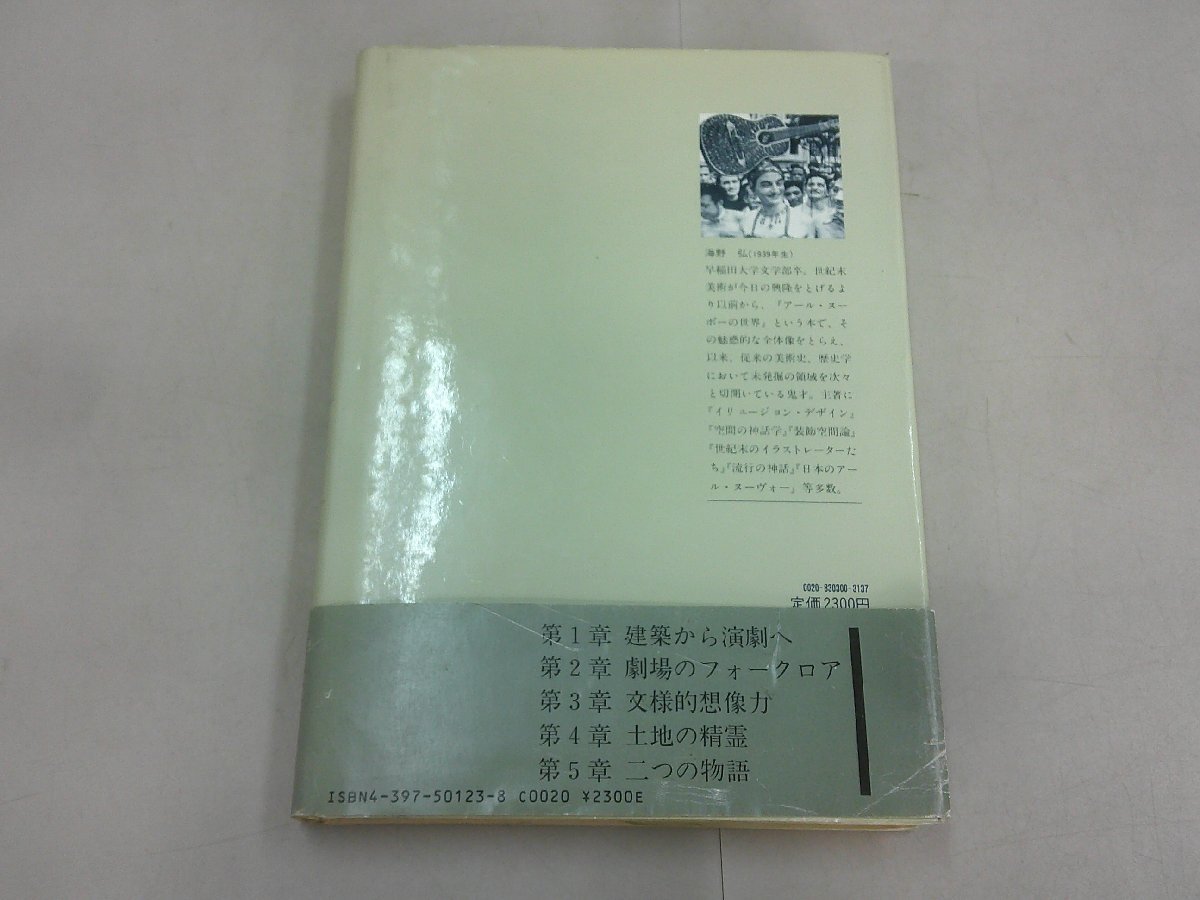 海野 弘(1939年生)
早稲田大学文学部卒。世紀末
美術が今日の興隆をとげるよ
り以前から、『アール・ヌー
ボーの世界』という本で、そ
の魅惑的な全体像をとらえ、
以来、従来の美術史、歴史学
において未発掘の領域を次々
と切開いている鬼才。主著に
『イリュージョン・デザイン』
『空間の神話学』『装飾空間論』
『世紀末のイラストレーターた
ち』『流行の神話』『日本のアー
ル・ヌーヴォー』等多数。
0020-320300-3137
定価2300円
第1章 建築から演劇へ
第2章 劇場のフォークロア
第3章 文様的想像力
第4章 土地の精霊
第5章 二つの物語
ISBN4-397-50123-8 C0020 ¥2300E